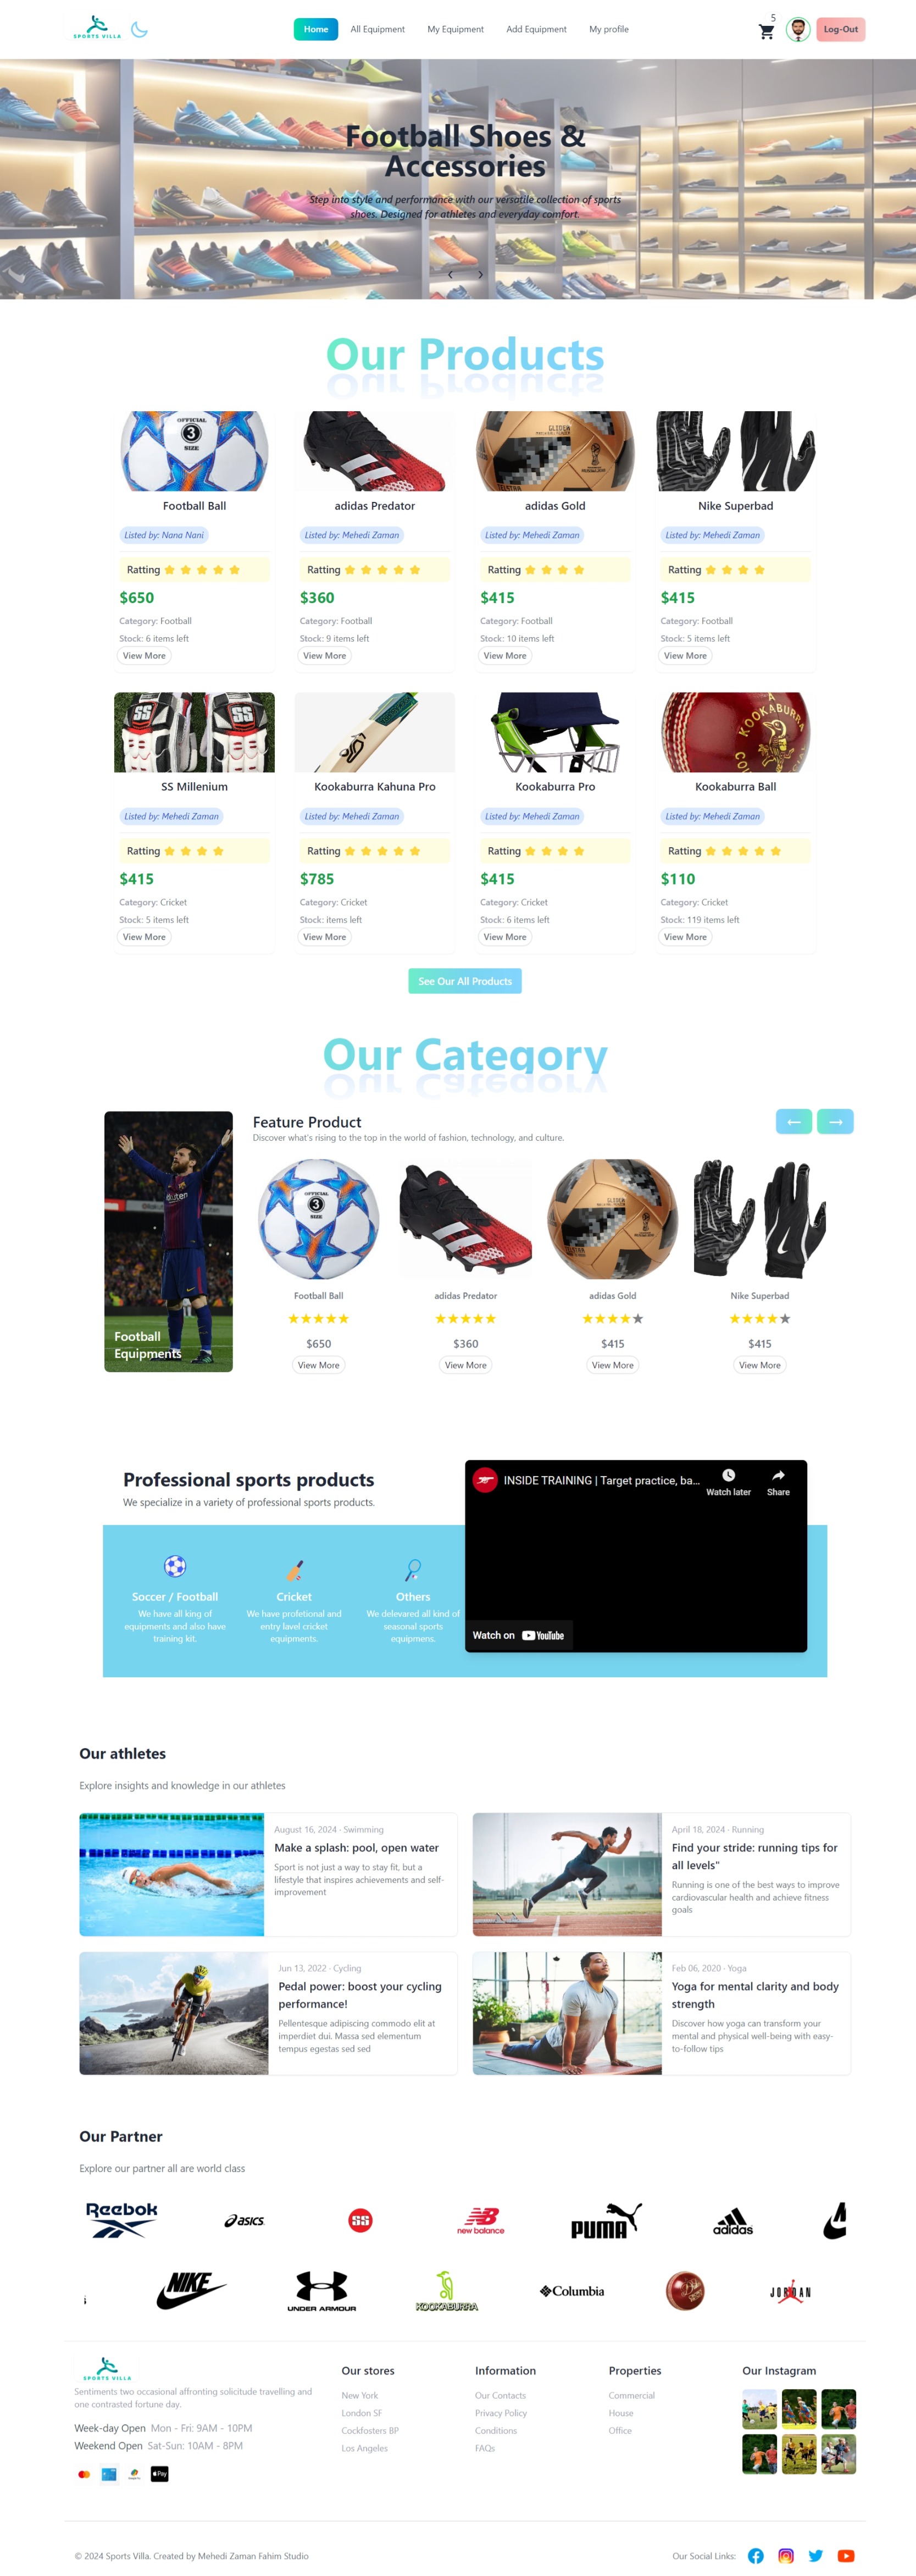 SPORTS VILLA
Home
All Equipment
My Equipment
Add Equipment
My profile
5
Log-Out
Football Shoes &
Accessories
Step into style and performance with our versatile collection of sports
shoes. Designed for athletes and everyday comfort.
Our Products
OFFICIAL
3
SIZE
Football Ball
Listed by: Nana Nani
Ratting
$650
Category: Football
Stock: 6 items left
View More
adidas Predator
Listed by: Mehedi Zaman
Ratting
$360
Category: Football
Stock: 9 items left
View More
adidas Gold
Listed by: Mehedi Zaman
Ratting
$415
Category: Football
Stock: 10 items left
View More
Nike Superbad
Listed by: Mehedi Zaman
Ratting
$415
Category: Football
Stock: 5 items left
View More
SS SS
SS Millenium
Listed by: Mehedi Zaman
Ratting
$415
Category: Cricket
Stock: 5 items left
View More
Kookaburra Kahuna Pro
Listed by: Mehedi Zaman
Ratting
$785
Category: Cricket
Stock: items left
View More
Kookaburra Pro
Listed by: Mehedi Zaman
Ratting
$415
Category: Cricket
Stock: 6 items left
View More
KOOKABURRA
Kookaburra Ball
Listed by: Mehedi Zaman
Ratting
$110
Category: Cricket
Stock: 119 items left
View More
See Our All Products
Our Category
Football
Equipments
Feature Product
Discover what's rising to the top in the world of fashion, technology, and culture.
OFFICIAL
3
SIZE
Football Ball
$650
View More
adidas Predator
$360
View More
adidas Gold
$415
View More
Nike Superbad
$415
View More
Professional sports products
We specialize in a variety of professional sports products.
Soccer / Football
We have all king of
equipments and also have
training kit.
Cricket
We have profetional and
entry lavel cricket
equipments.
Others
We delevared all kind of
seasonal sports
equipmens.
INSIDE TRAINING | Target practice, ba...
Watch later
Share
Watch on YouTube
Our athletes
Explore insights and knowledge in our athletes
August 16, 2024 · Swimming
Make a splash: pool, open water
Sport is not just a way to stay fit, but a
lifestyle that inspires achievements and self-
improvement
April 18, 2024 · Running
Find your stride: running tips for
all levels"
Running is one of the best ways to improve
cardiovascular health and achieve fitness
goals
Jun 13, 2022 · Cycling
Pedal power: boost your cycling
performance!
Pellentesque adipiscing commodo elit at
imperdiet dui. Massa sed elementum
tempus egestas sed sed
Feb 06, 2020 · Yoga
Yoga for mental clarity and body
strength
Discover how yoga can transform your
mental and physical well-being with easy-
to-follow tips
Our Partner
Explore our partner all are world class
Reebok
asics
SS
NB
new balance
PUMA
adidas
NIKE
UNDER ARMOUR
KOOKABURRA
Columbia
JORDAN
SPORTS VILLA
Sentiments two occasional affronting solicitude travelling and
one contrasted fortune day.
Week-day Open Mon - Fri: 9AM - 10PM
Weekend Open Sat-Sun: 10AM - 8PM
Pay
Our stores
New York
London SF
Cockfosters BP
Los Angeles
Information
Our Contacts
Privacy Policy
Conditions
FAQs
Properties
Commercial
House
Office
Our Instagram
© 2024 Sports Villa. Created by Mehedi Zaman Fahim Studio
Our Social Links: